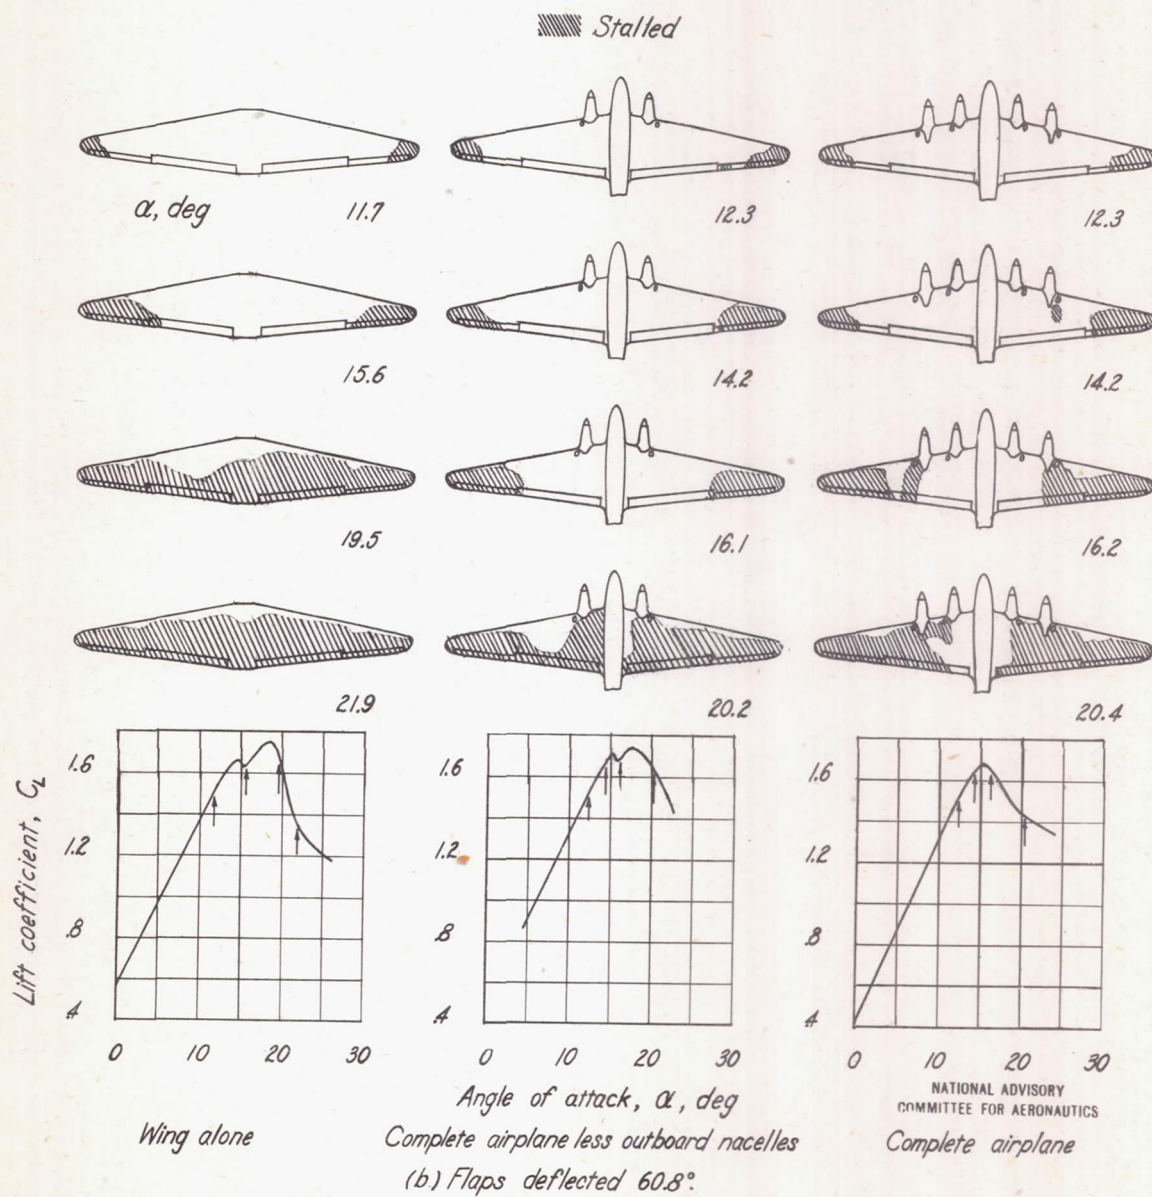 Stalled
α, deg 11.7 12.3 12.3
15.6 14.2 14.2
19.5 16.1 16.2
21.9 20.2 20.4
Lift coefficient, C_L
1.6 1.6 1.6
1.2 1.2 1.2
.8 .8 .8
.4 .4 .4
0 10 20 30 0 10 20 30 0 10 20 30
Angle of attack, α, deg
NATIONAL ADVISORY
COMMITTEE FOR AERONAUTICS
Wing alone Complete airplane less outboard nacelles Complete airplane
(b.) Flaps deflected 60.8°.